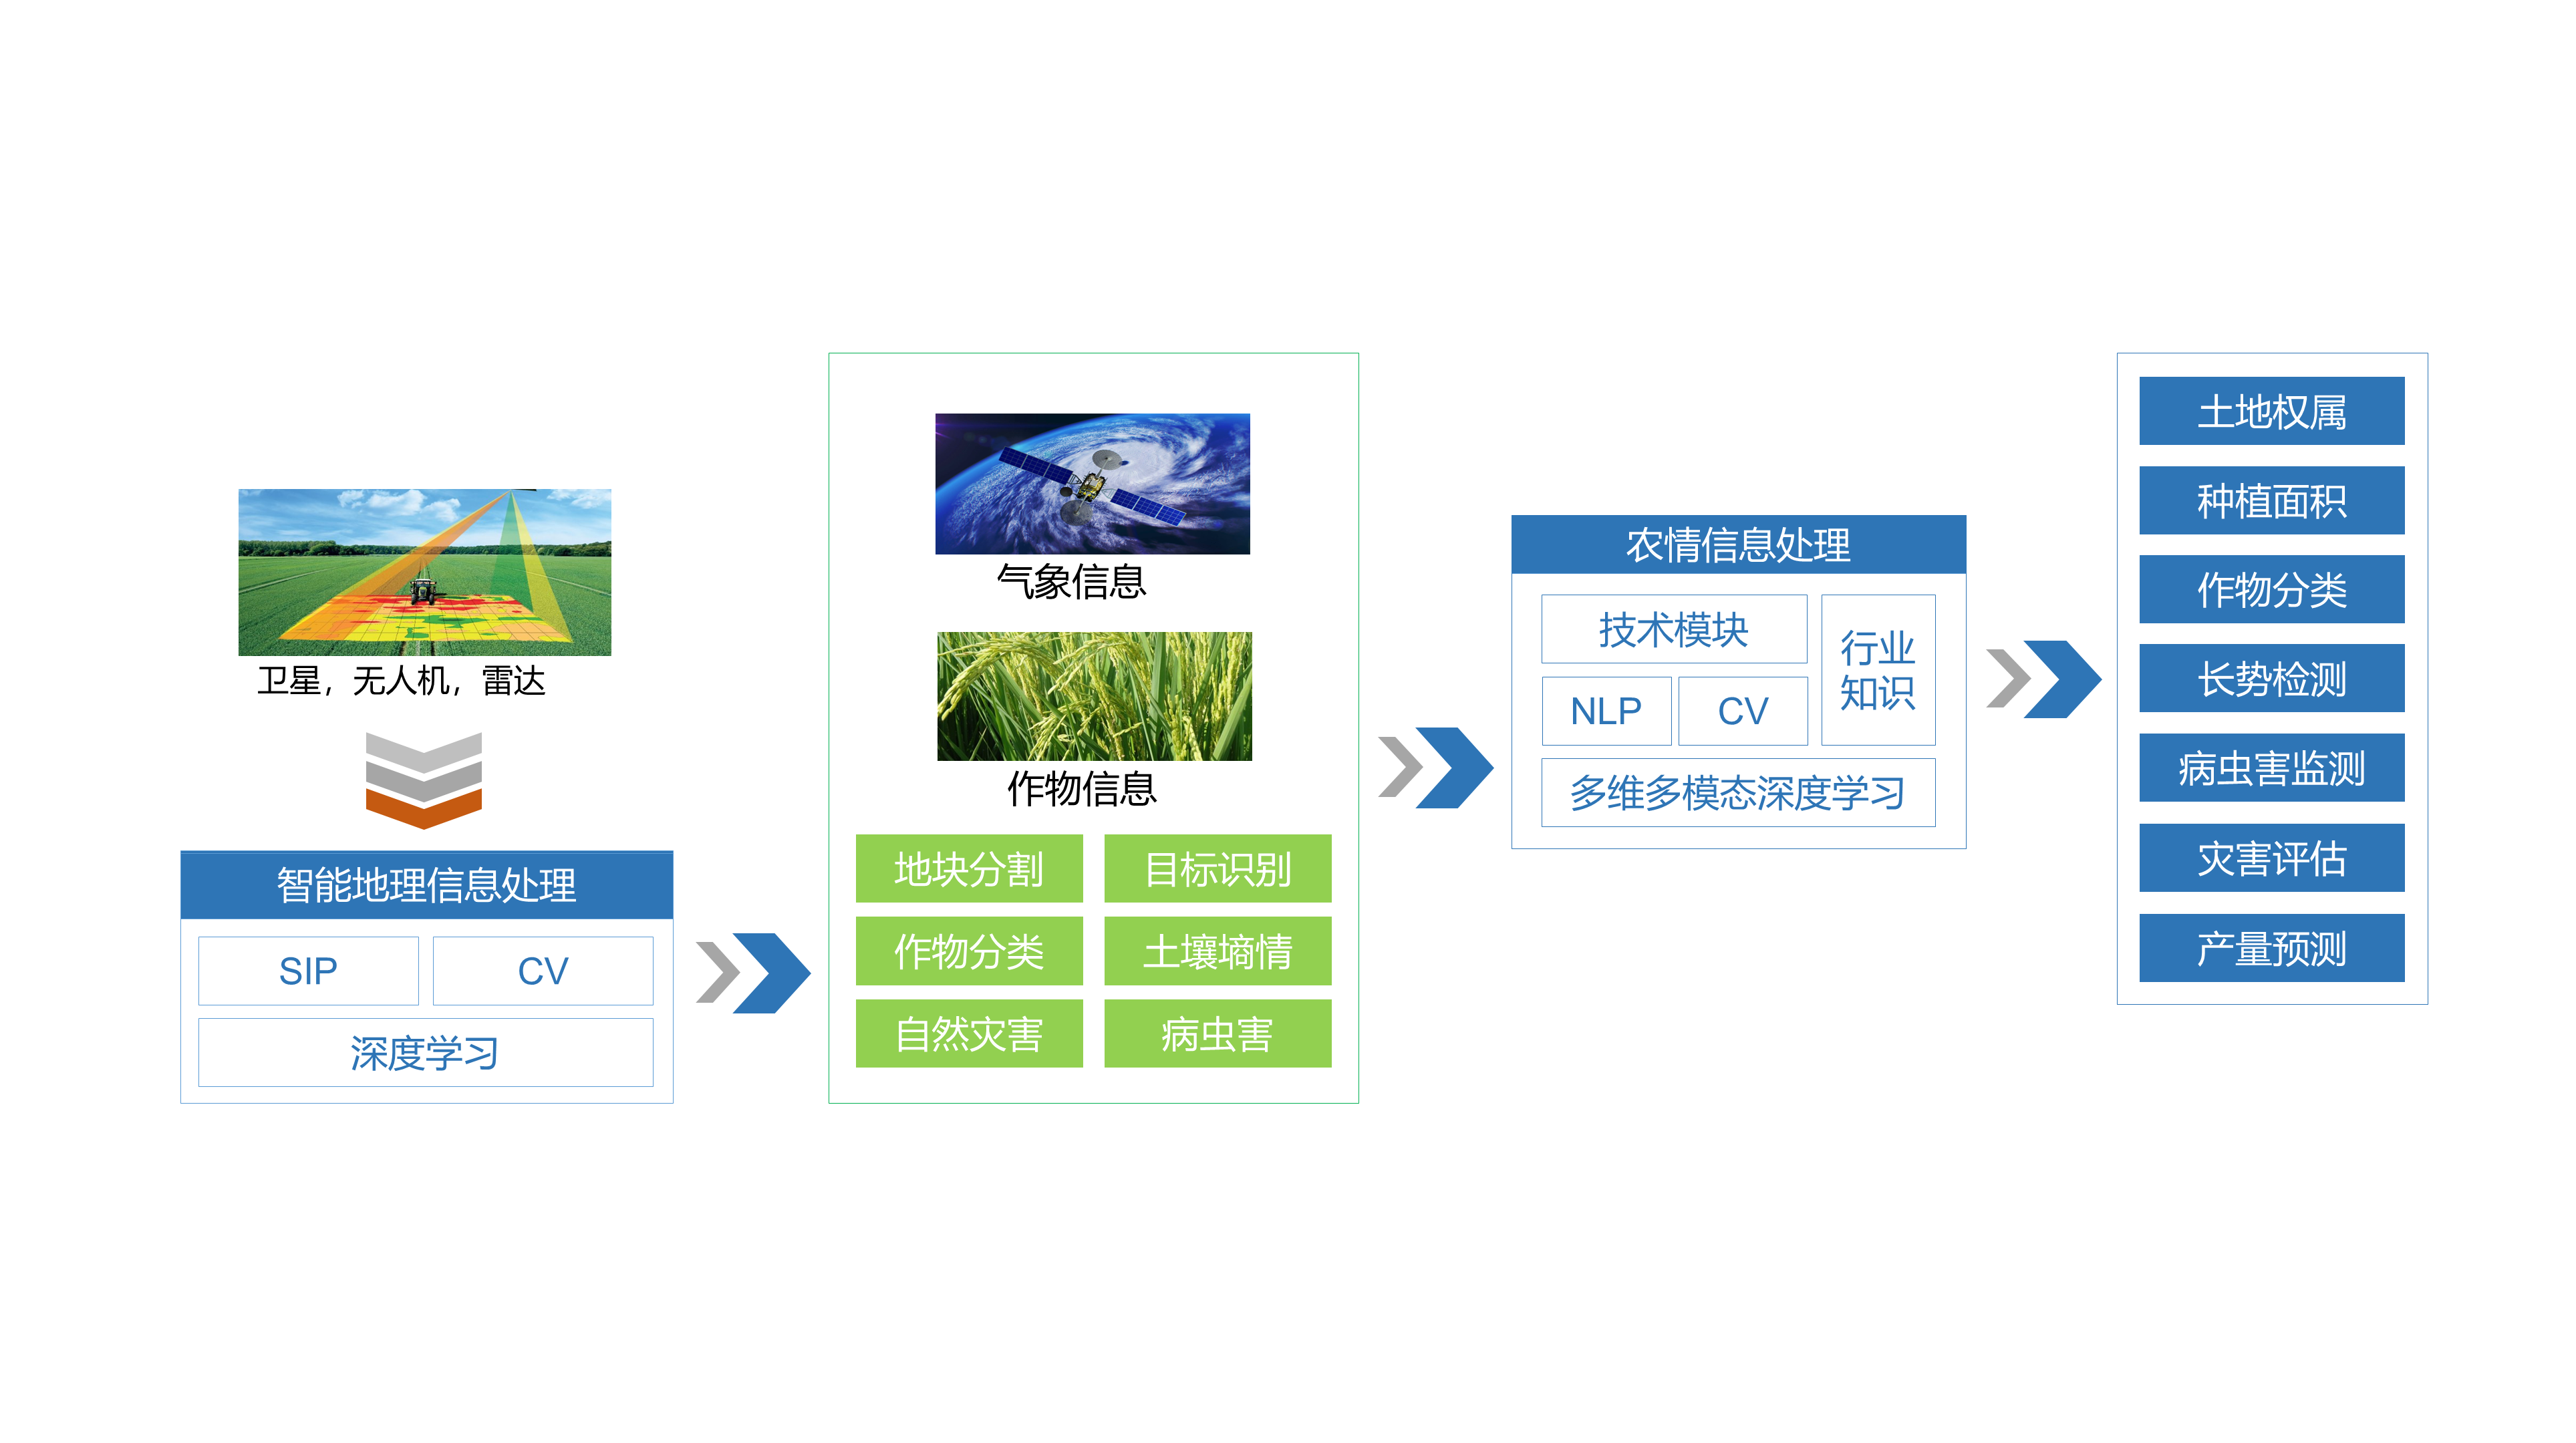 卫星，无人机，雷达
智能地理信息处理
SIP
CV
深度学习
气象信息
作物信息
地块分割
目标识别
作物分类
土壤墒情
自然灾害
病虫害
农情信息处理
技术模块
行业
知识
NLP
CV
多维多模态深度学习
土地权属
种植面积
作物分类
长势检测
病虫害监测
灾害评估
产量预测